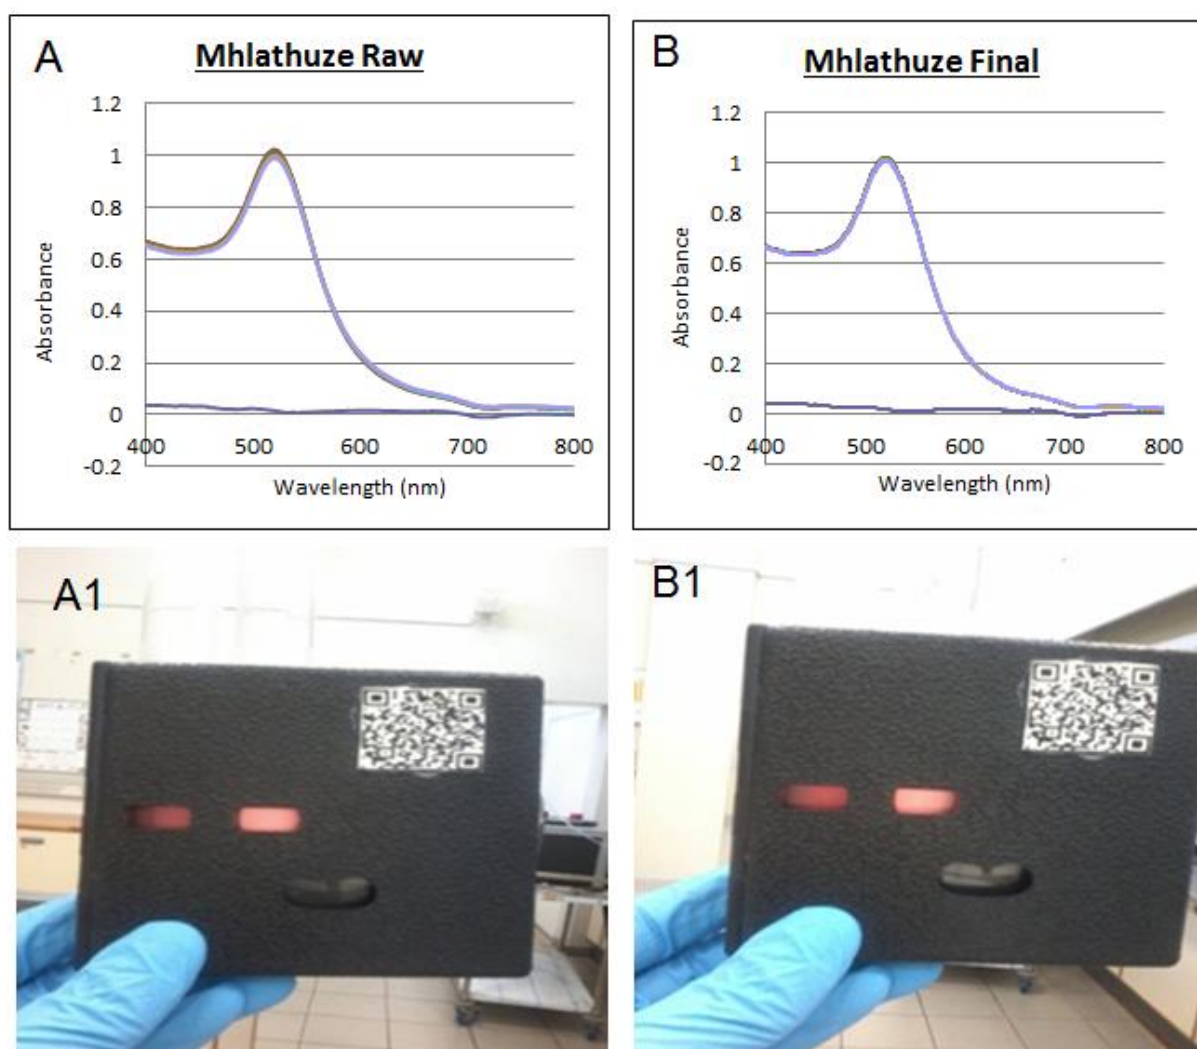 A
Mhlathuze Raw
1.2
1
0.8
0.6
0.4
0.2
0
-0.2
Absorbance
400 500 600 700 800
Wavelength (nm)
B
Mhlathuze Final
1.2
1
0.8
0.6
0.4
0.2
0
-0.2
Absorbance
400 500 600 700 800
Wavelength (nm)
A1
B1